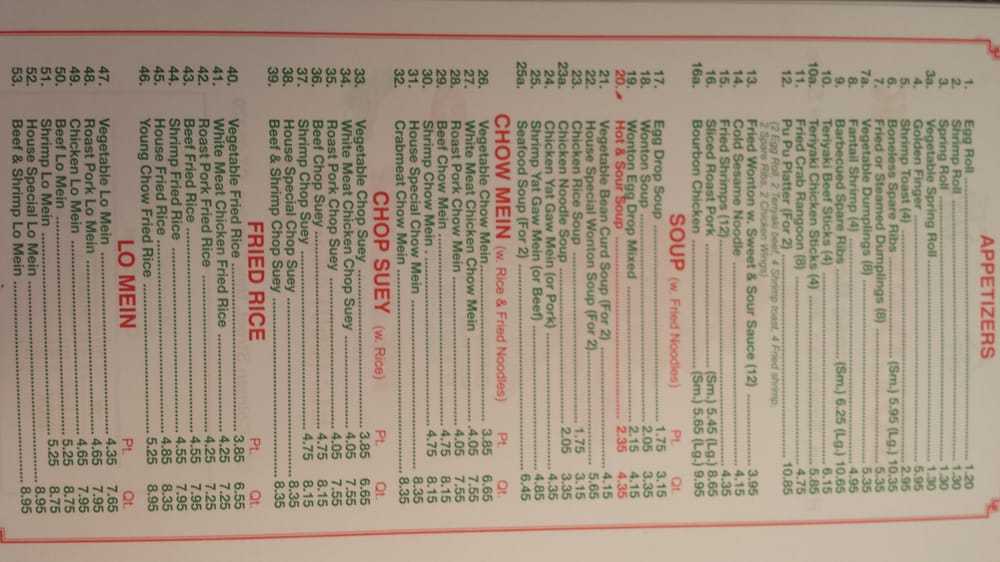 APPETIZERS
1. Egg Roll 1.20
2. Shrimp Roll 1.30
3. Spring Roll 1.30
3a. Vegetable Spring Roll 1.30
4. Golden Finger 5.95
5. Shrimp Toast (4) 2.95
6. Boneless Spare Ribs (Sm.) 5.95 (Lg.) 10.35
7. Fried or Steamed Dumplings (8) 5.35
7a. Vegetable Dumplings (8) 5.35
8. Fantail Shrimp (4) 4.95
9. Barbecued Spare Ribs (Sm.) 6.25 (Lg.) 10.65
10. Teriyaki Beef Sticks (4) 6.15
10a. Teriyaki Chicken Sticks (4) 5.85
11. Fried Crab Rangoon (8) 4.75
12. Pu Pu Platter (For 2) 10.85
(2 Egg Roll, 2 Teriyaki beef, 4 Shrimp toast, 4 Fried shrimp,
2 Spare Ribs, 2 Chicken Wings)
13. Fried Wonton w. Sweet & Sour Sauce (12) 3.95
14. Cold Sesame Noodle 4.15
15. Fried Shrimps (12) 4.35
16. Sliced Roast Pork (Sm.) 5.45 (Lg.) 9.65
16a. Bourbon Chicken (Sm.) 5.65 (Lg.) 9.95
SOUP (w. Fried Noodles) Pt. Qt.
17. Egg Drop Soup 1.75 3.15
18. Wonton Soup 2.05 3.35
19. Wonton Egg Drop Mixed 2.15 4.15
20. Hot & Sour Soup 2.35 4.35
21. Vegetable Bean Curd Soup (For 2) 4.15
22. House Special Wonton Soup (For 2) 5.65
23. Chicken Rice Soup 1.75 3.15
23a. Chicken Noodle Soup 2.05 3.35
24. Chicken Yat Gaw Mein (or Pork) 4.35
25. Shrimp Yat Gaw Mein (or Beef) 4.85
25a. Seafood Soup (For 2) 6.45
CHOW MEIN (w. Rice & Fried Noodles) Pt. Qt.
26. Vegetable Chow Mein 3.85 6.65
27. White Meat Chicken Chow Mein 4.05 7.55
28. Roast Pork Chow Mein 4.05 7.55
29. Beef Chow Mein 4.75 8.15
30. Shrimp Chow Mein 4.75 8.15
31. House Special Chow Mein 8.35
32. Crabmeat Chow Mein 8.35
CHOP SUEY (w. Rice)
33. Vegetable Chop Suey 3.85 6.65
34. White Meat Chicken Chop Suey 4.05 7.55
35. Roast Pork Chop Suey 4.05 7.55
36. Beef Chop Suey 4.75 8.15
37. Shrimp Chop Suey 4.75 8.15
38. House Special Chop Suey 8.35
39. Beef & Shrimp Chop Suey 8.35
FRIED RICE Pt. Qt.
40. Vegetable Fried Rice 3.85 6.55
41. White Meat Chicken Fried Rice 4.25 7.25
42. Roast Pork Fried Rice 4.25 7.25
43. Beef Fried Rice 4.55 7.95
44. Shrimp Fried Rice 4.55 7.95
45. House Fried Rice 4.85 8.35
46. Young Chow Fried Rice 5.25 8.95
LO MEIN Pt. Qt.
47. Vegetable Lo Mein 4.35 7.65
48. Roast Pork Lo Mein 4.65 7.95
49. Chicken Lo Mein 4.65 7.95
50. Beef Lo Mein 5.25 8.75
51. Shrimp Lo Mein 5.25 8.75
52. House Special Lo Mein 8.95
53. Beef & Shrimp Lo Mein 8.95